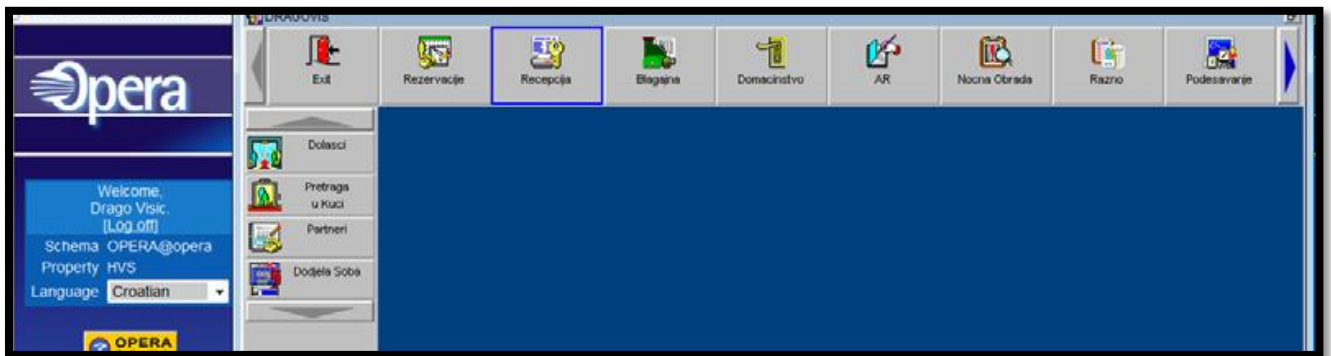 DRAGOVIS
Opera
Exit
Rezervacije
Recepcija
Blagajna
Domacinstvo
AR
Nocna Obrada
Razno
Podesavanje
Dolasci
Pretraga
u Kuci
Partneri
Dodjela Soba
Welcome,
Drago Visic.
[Log off]
Schema OPERA@opera
Property HVS
Language Croatian
OPERA